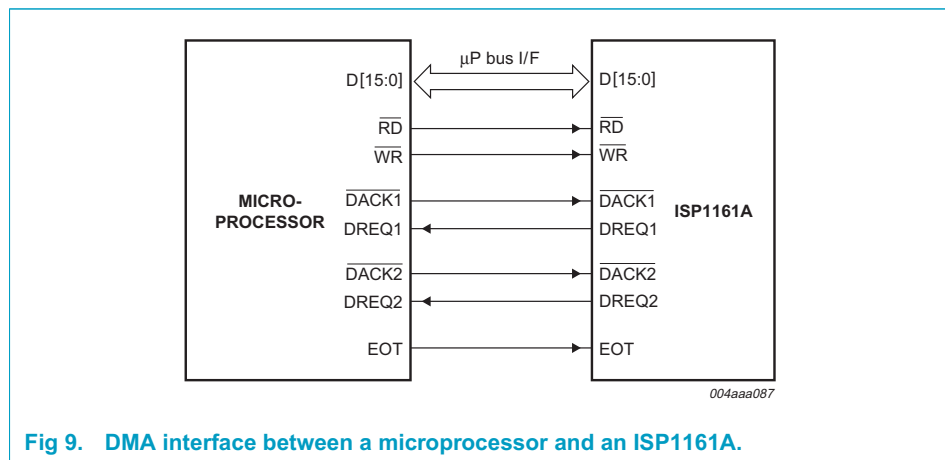 μP bus I/F
D[15:0] D[15:0]
RD RD
WR WR
MICRO-
PROCESSOR
DACK1 DACK1
ISP1161A
DREQ1 DREQ1
DACK2 DACK2
DREQ2 DREQ2
EOT EOT
004aaa087
Fig 9. DMA interface between a microprocessor and an ISP1161A.